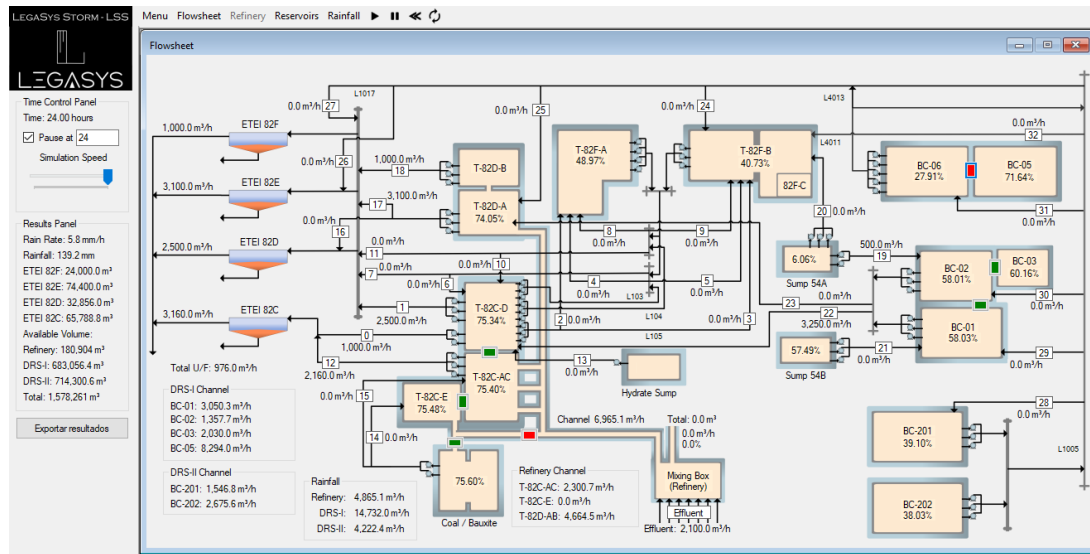 LEGASYS STORM - LSS
LEGASYS
Menu Flowsheet Refinery Reservoirs Rainfall
Flowsheet
Time Control Panel
Time: 24.00 hours
Pause at 24
Simulation Speed
Results Panel
Rain Rate: 5.8 mm/h
Rainfall: 139.2 mm
ETEI 82F: 24,000.0 m³
ETEI 82E: 74,400.0 m³
ETEI 82D: 32,856.0 m³
ETEI 82C: 65,788.8 m³
Available Volume:
Refinery: 180,904 m³
DRS-I: 683,056.4 m³
DRS-II: 714,300.6 m³
Total: 1,578,261 m³
Exportar resultados
1,000.0 m³/h
ETEI 82F
3,100.0 m³/h
ETEI 82E
2,500.0 m³/h
ETEI 82D
3,160.0 m³/h
ETEI 82C
Total U/F: 976.0 m³/h
DRS-I Channel
BC-01: 3,050.3 m³/h
BC-02: 1,357.7 m³/h
BC-03: 2,030.0 m³/h
BC-05: 8,294.0 m³/h
DRS-II Channel
BC-201: 1,546.8 m³/h
BC-202: 2,675.6 m³/h
0.0 m³/h
27
L1017
0.0 m³/h
26
1,000.0 m³/h
18
3,100.0 m³/h
17
16
0.0 m³/h
0.0 m³/h
11
0.0 m³/h
7
0.0 m³/h
6
1
2,500.0 m³/h
0
1,000.0 m³/h
12
2,160.0 m³/h
15
0.0 m³/h
14
0.0 m³/h
T-82D-B
T-82D-A
74.05%
0.0 m³/h
25
0.0 m³/h
10
T-82C-D
75.34%
T-82C-AC
75.40%
T-82C-E
75.48%
75.60%
Coal / Bauxite
Rainfall
Refinery: 4,865.1 m³/h
DRS-I: 14,732.0 m³/h
DRS-II: 4,222.4 m³/h
T-82F-A
48.97%
8
0.0 m³/h
9
0.0 m³/h
4
0.0 m³/h
5
0.0 m³/h
L103
L104
L105
2
0.0 m³/h
3
0.0 m³/h
13
0.0 m³/h
Hydrate Sump
Channel 6,965.1 m³/h
Total: 0.0 m³
0.0 m³/h
0.0%
Mixing Box
(Refinery)
Effluent
Effluent: 2,100.0 m³/h
Refinery Channel
T-82C-AC: 2,300.7 m³/h
T-82C-E: 0.0 m³/h
T-82D-AB: 4,664.5 m³/h
0.0 m³/h
24
T-82F-B
40.73%
82F-C
L4013
L4011
20
0.0 m³/h
6.06%
Sump 54A
500.0 m³/h
19
0.0 m³/h
23
22
3,250.0 m³/h
57.49%
Sump 54B
21
0.0 m³/h
0.0 m³/h
32
BC-06
27.91%
BC-05
71.64%
31
0.0 m³/h
BC-02
58.01%
BC-03
60.16%
30
0.0 m³/h
BC-01
58.03%
29
0.0 m³/h
28
0.0 m³/h
BC-201
39.10%
L1005
BC-202
38.03%